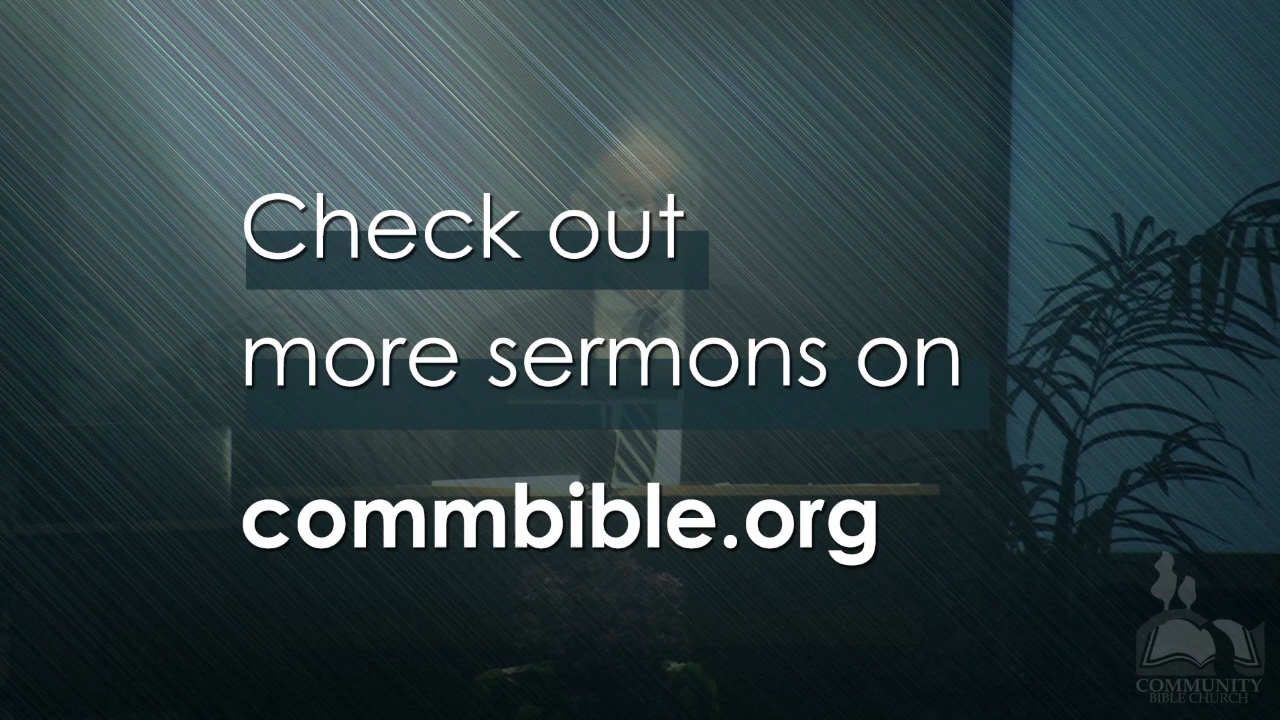 Check out
more sermons on
commbible.org
COMMUNITY
BIBLE CHURCH